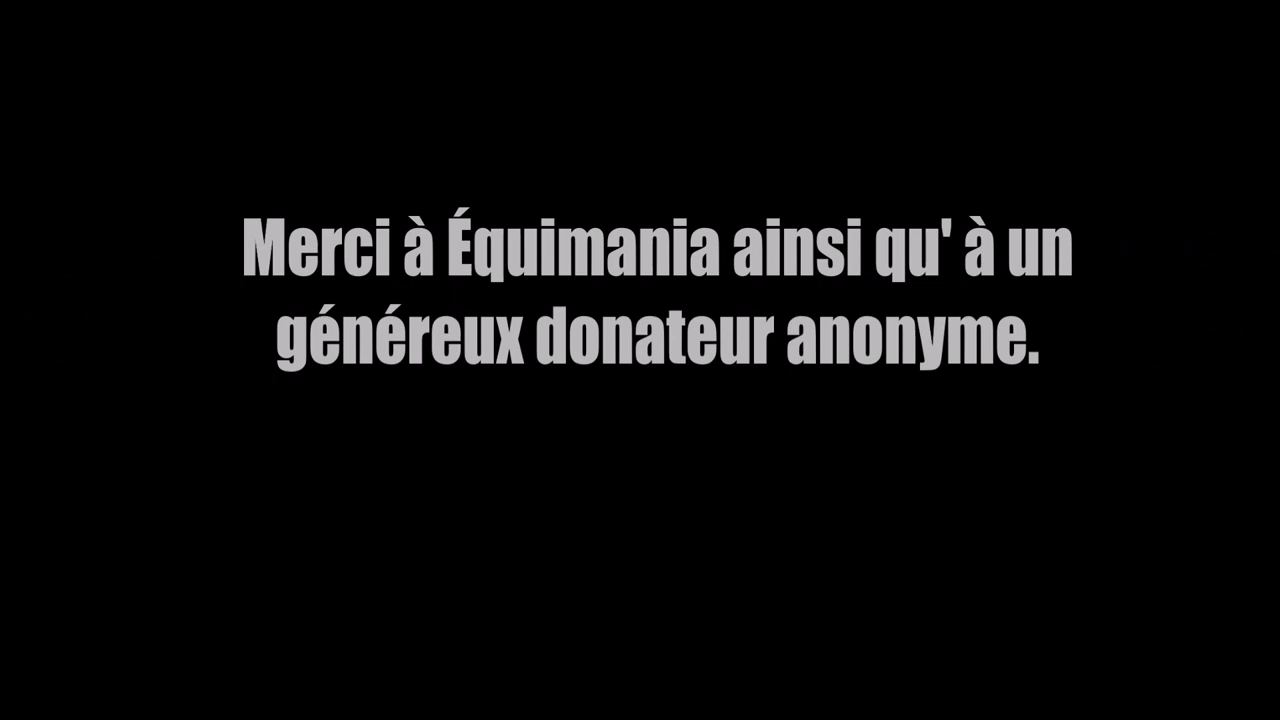 Merci à Équimania ainsi qu' à un
généreux donateur anonyme.